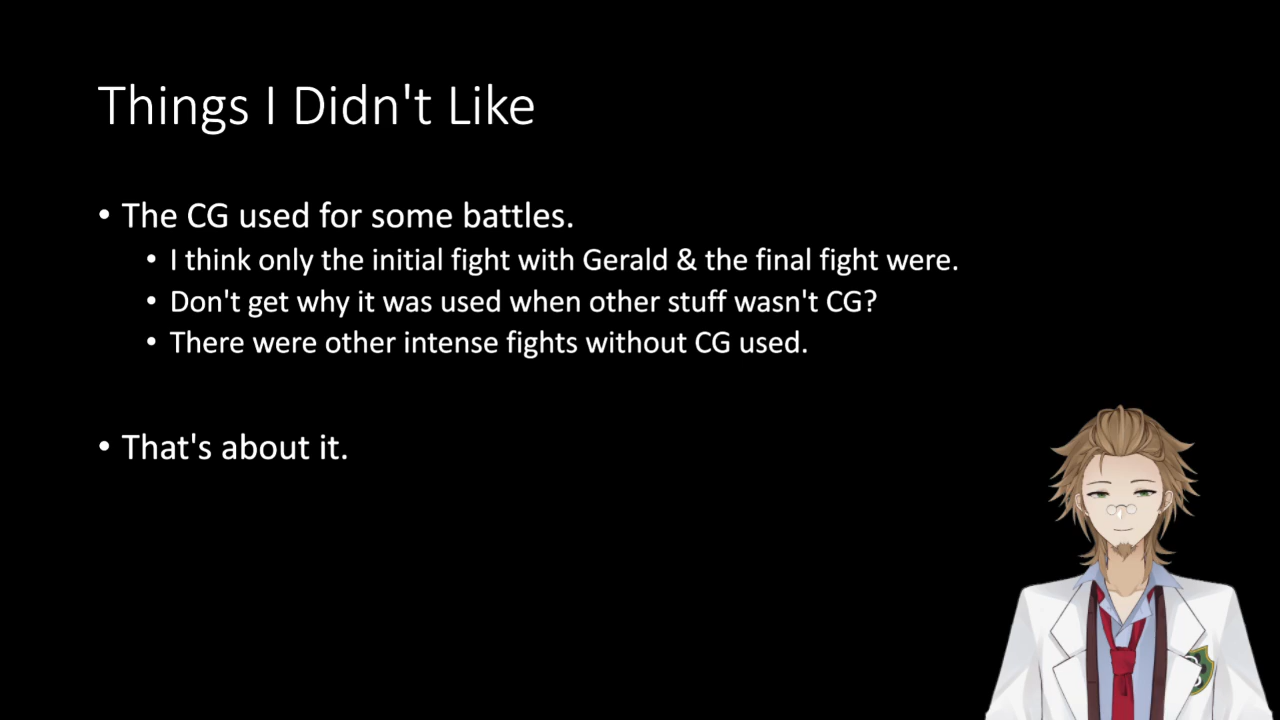 Things I Didn't Like
• The CG used for some battles.
• I think only the initial fight with Gerald & the final fight were.
• Don't get why it was used when other stuff wasn't CG?
• There were other intense fights without CG used.
• That's about it.